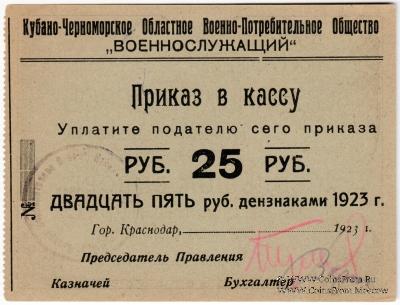 Кубано-Черноморское Областное Военно-Потребительное Общество
„ВОЕННОСЛУЖАЩИЙ"
Приказ в кассу
Уплатите подателю сего приказа
РУБ. 25 РУБ.
ДВАДЦАТЬ ПЯТЬ руб. дензнаками 1923 г.
№
Гор. Краснодар, 1923 г.
Председатель Правления
Казначей Бухгалтер